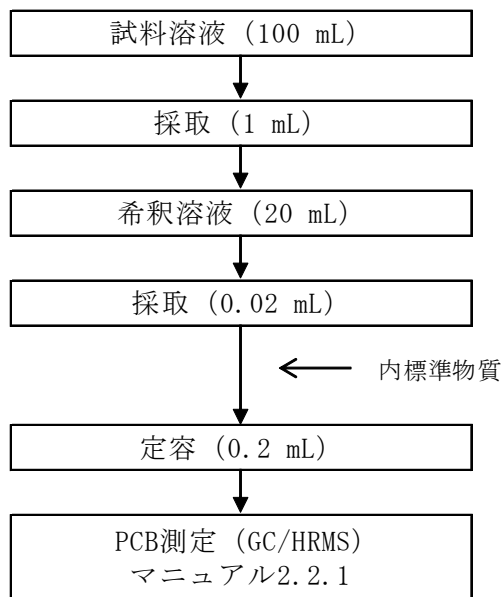 試料溶液 (100 mL)
採取 (1 mL)
希釈溶液 (20 mL)
採取 (0.02 mL)
内標準物質
定容 (0.2 mL)
PCB測定 (GC/HRMS)
マニュアル2.2.1